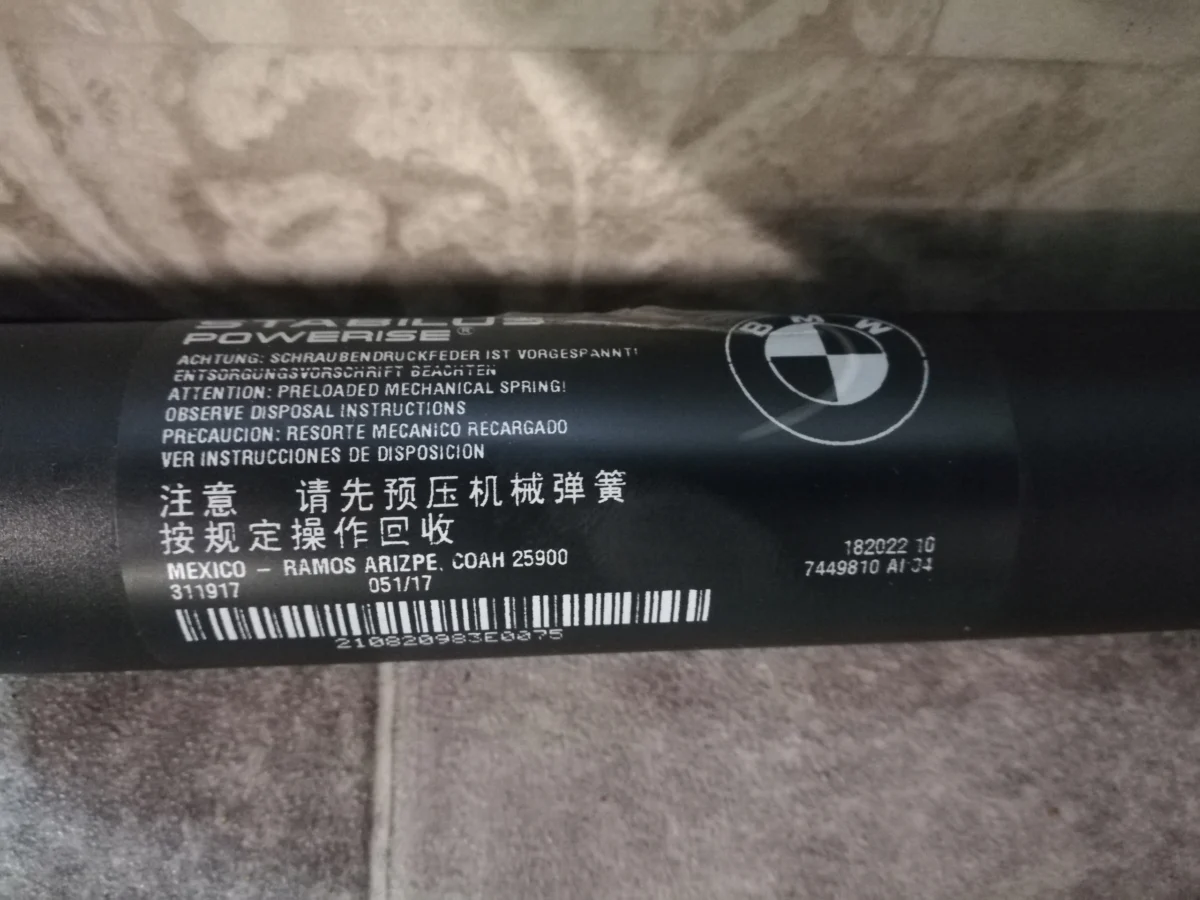 STABILUS
POWERISE®
ACHTUNG: SCHRAUBENDRUCKFEDER IST VORGESPANNT!
ENTSORGUNGSVORSCHRIFT BEACHTEN
ATTENTION: PRELOADED MECHANICAL SPRING!
OBSERVE DISPOSAL INSTRUCTIONS
PRECAUCION: RESORTE MECANICO RECARGADO
VER INSTRUCCIONES DE DISPOSICION
注意 请先预压机械弹簧
按规定操作回收
MEXICO – RAMOS ARIZPE, COAH 25900
311917 051/17
210820983E0075
BMW
182022 10
7449810